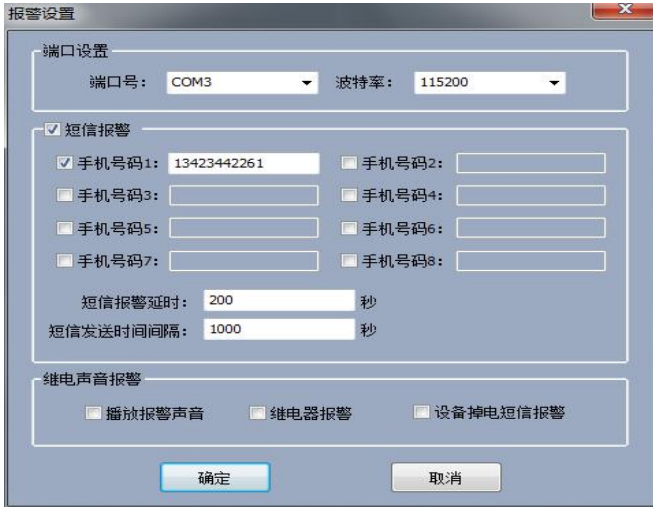 报警设置
端口设置
端口号： COM3 波特率： 115200
短信报警
手机号码1： 13423442261 手机号码2：
手机号码3： 手机号码4：
手机号码5： 手机号码6：
手机号码7： 手机号码8：
短信报警延时： 200 秒
短信发送时间间隔： 1000 秒
继电声音报警
播放报警声音 继电器报警 设备掉电短信报警
确定 取消